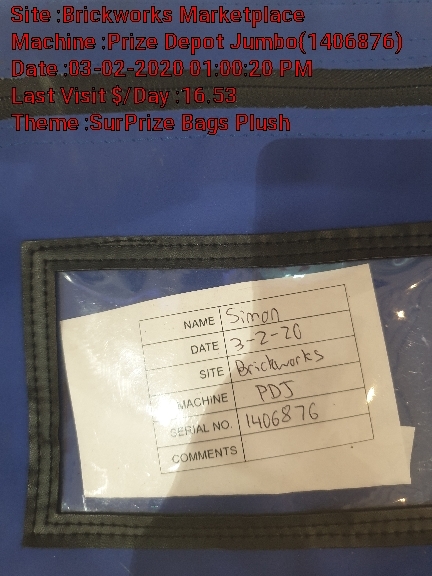 Site :Brickworks Marketplace
Machine :Prize Depot Jumbo(1406876)
Date :03-02-2020 01:00:20 PM
Last Visit $/Day :16.53
Theme :SurPrize Bags Plush
NAME Simon
DATE 3-2-20
SITE Brickworks
MACHINE PDJ
SERIAL NO. 1406876
COMMENTS